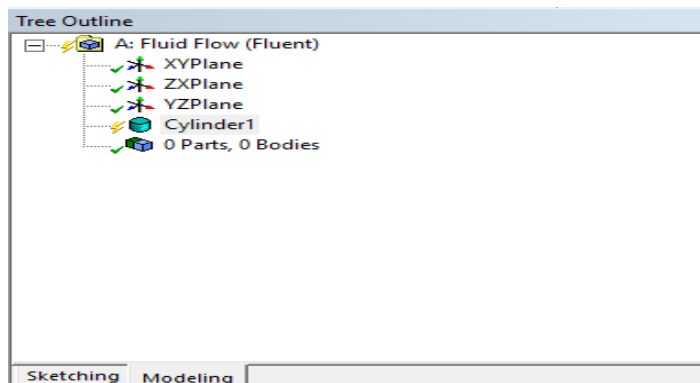 Tree Outline
A: Fluid Flow (Fluent)
XYPlane
ZXPlane
YZPlane
Cylinder1
0 Parts, 0 Bodies
Sketching Modeling